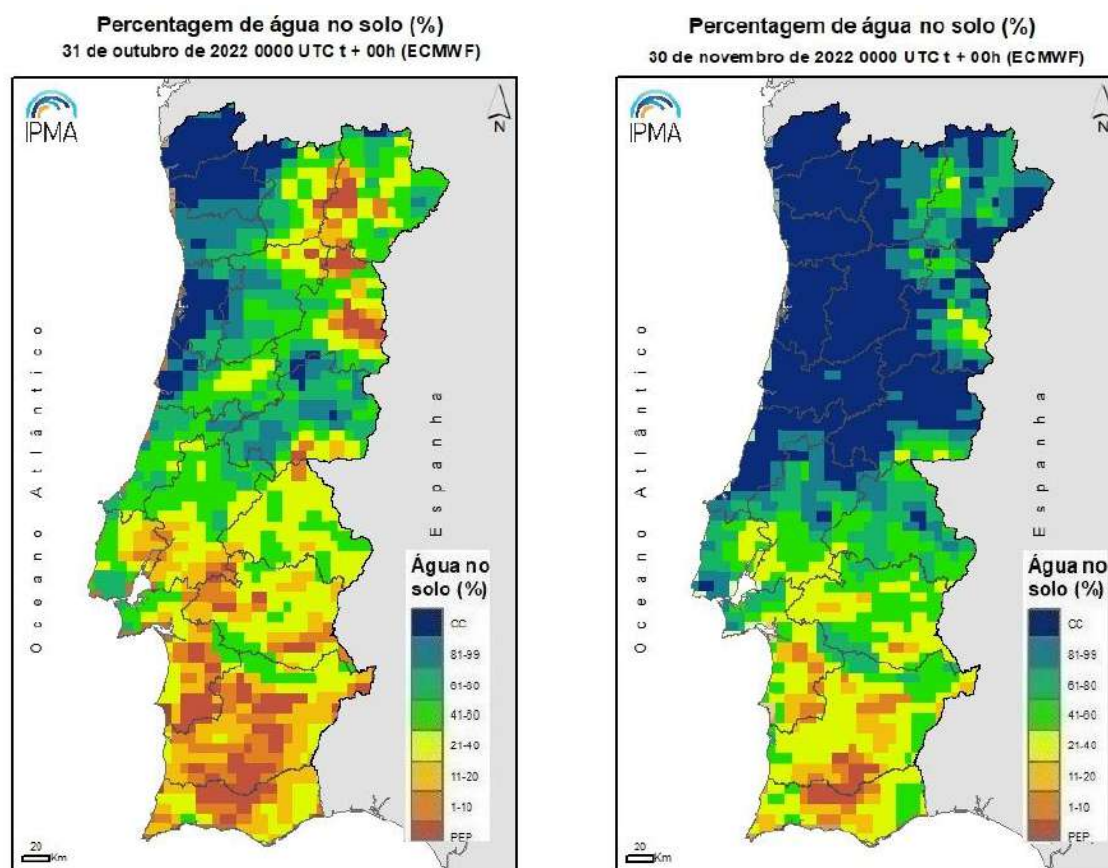 Percentagem de água no solo (%)
31 de outubro de 2022 0000 UTC t + 00h (ECMWF)
IPMA
N
Oceano Atlântico
Espanha
Água no
solo (%)
CC
81-99
61-80
41-60
21-40
11-20
1-10
PEP
20
Km
Percentagem de água no solo (%)
30 de novembro de 2022 0000 UTC t + 00h (ECMWF)
IPMA
N
Oceano Atlântico
Espanha
Água no
solo (%)
CC
81-99
61-80
41-60
21-40
11-20
1-10
PEP
20
Km